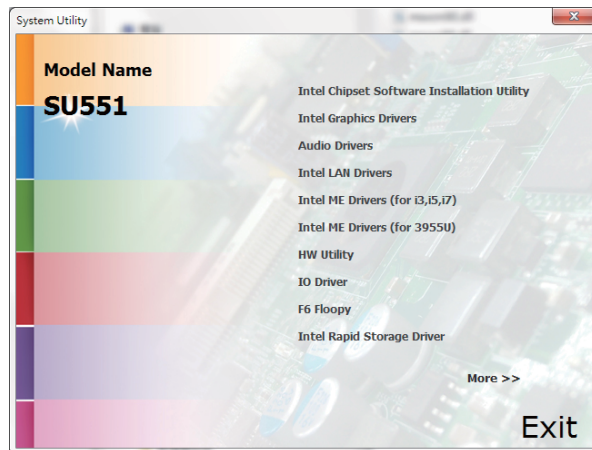 System Utility
Model Name
SU551
Intel Chipset Software Installation Utility
Intel Graphics Drivers
Audio Drivers
Intel LAN Drivers
Intel ME Drivers (for i3,i5,i7)
Intel ME Drivers (for 3955U)
HW Utility
IO Driver
F6 Floopy
Intel Rapid Storage Driver
More >>
Exit